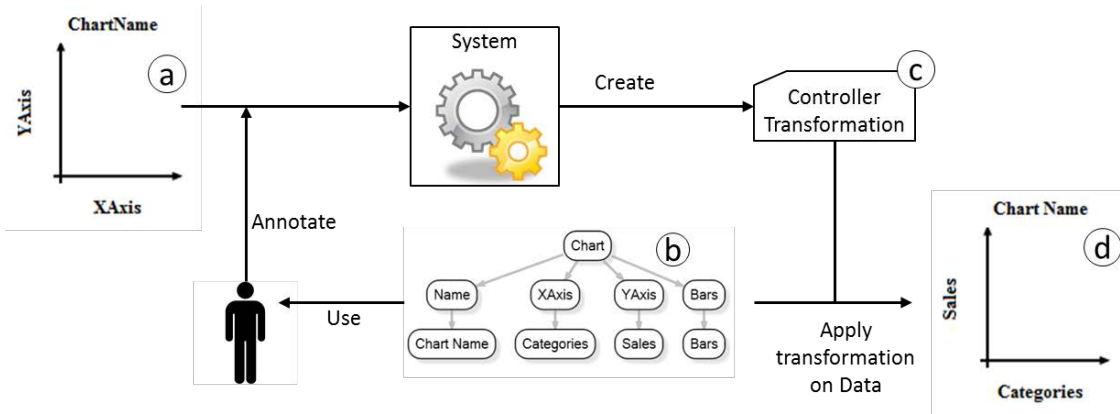 ChartName
a
YAxis
XAxis
System
Create
c
Controller
Transformation
Annotate
Use
b
Chart
Name XAxis YAxis Bars
Chart Name Categories Sales Bars
Apply
transformation
on Data
Chart Name
d
Sales
Categories